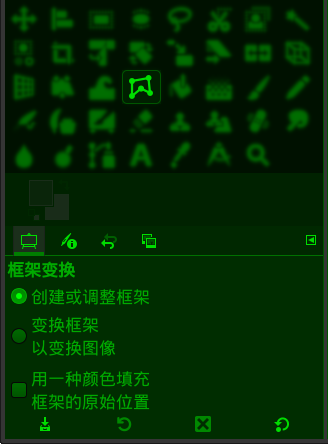 框架变换
创建或调整框架
变换框架
以变换图像
用一种颜色填充
框架的原始位置